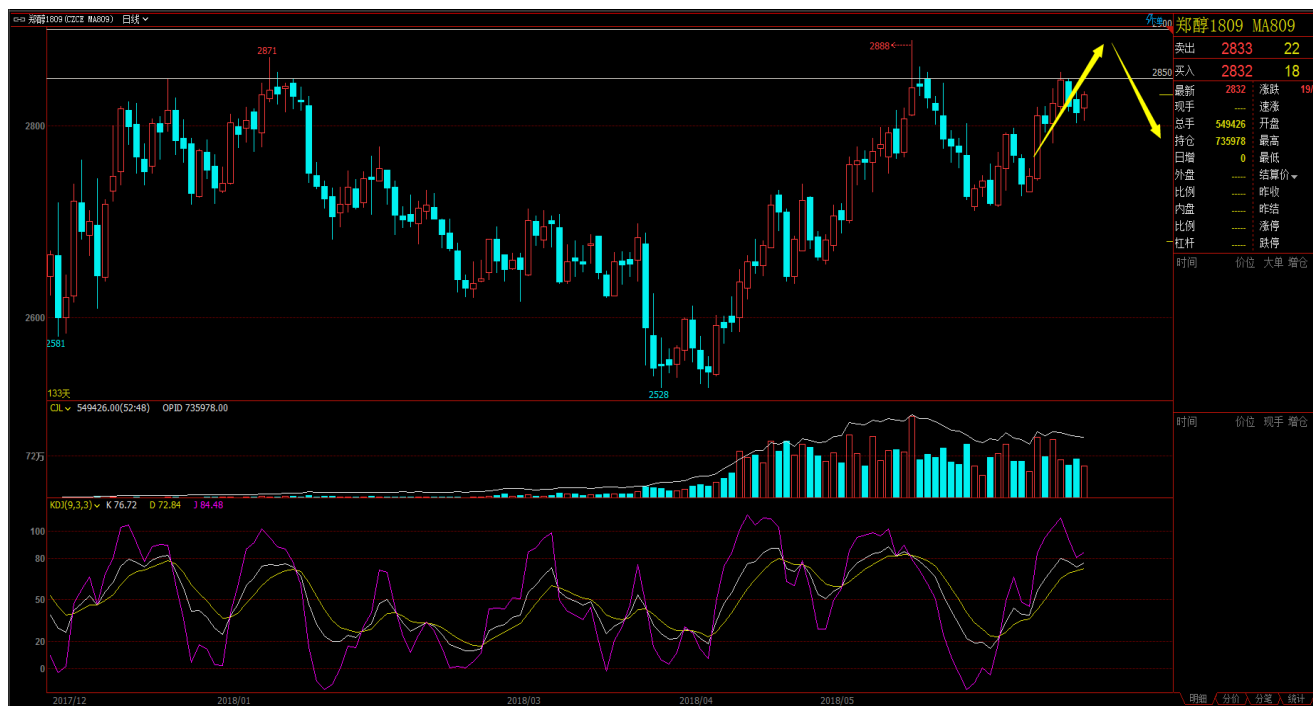 郑醇1809(CZCE MA809) 日线
2900
2871
2888
2850
2800
2600
2581
2528
133天
CJL 549426.00(52:48) OPID 735978.00
72万
KDJ(9,3,3) K 76.72 D 72.84 J 84.48
100
80
50
20
0
2017/12 2018/01 2018/03 2018/04 2018/05
郑醇1809 MA809
卖出 2833 22
买入 2832 18
最新 2832 涨跌 19/
现手 ---- 速涨
总手 549426 开盘
持仓 735978 最高
日增 0 最低
外盘 ---- 结算价
比例 ---- 昨收
内盘 ---- 昨结
比例 ---- 涨停
杠杆 ---- 跌停
时间 价位 大单 增仓
时间 价位 现手 增仓
明细 分价 分笔 统计